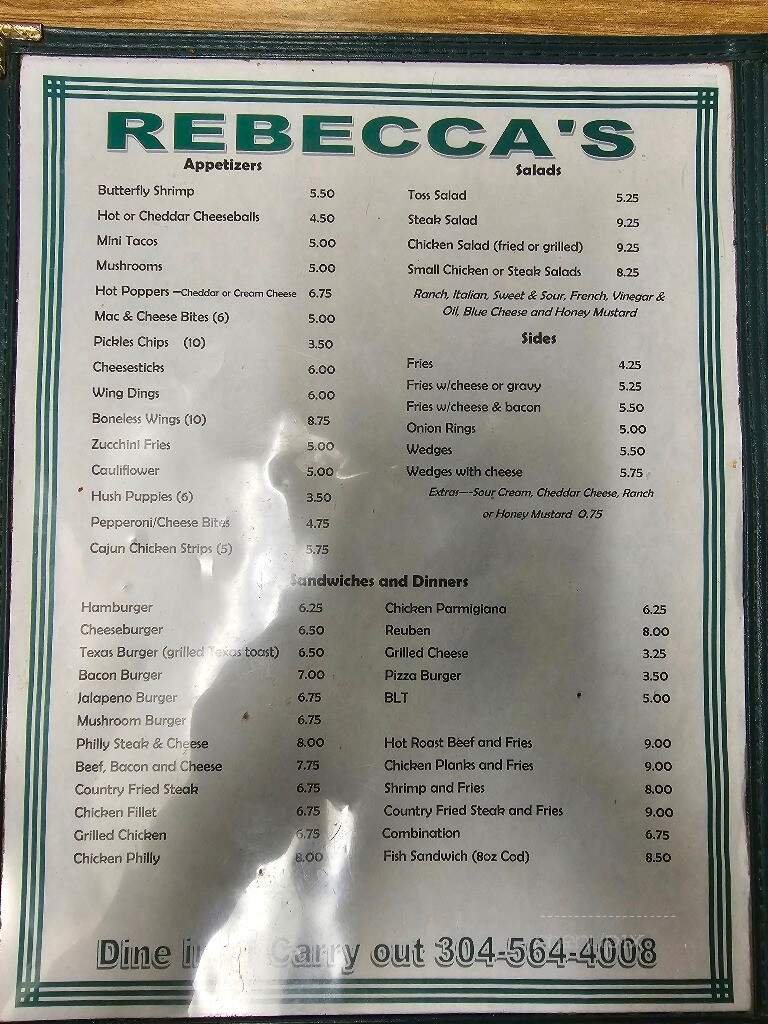 REBECCA'S
Appetizers
Butterfly Shrimp 5.50
Hot or Cheddar Cheeseballs 4.50
Mini Tacos 5.00
Mushrooms 5.00
Hot Poppers —Cheddar or Cream Cheese 6.75
Mac & Cheese Bites (6) 5.00
Pickles Chips (10) 3.50
Cheesesticks 6.00
Wing Dings 6.00
Boneless Wings (10) 8.75
Zucchini Fries 5.00
Cauliflower 5.00
Hush Puppies (6) 3.50
Pepperoni/Cheese Bites 4.75
Cajun Chicken Strips (5) 5.75
Salads
Toss Salad 5.25
Steak Salad 9.25
Chicken Salad (fried or grilled) 9.25
Small Chicken or Steak Salads 8.25
Ranch, Italian, Sweet & Sour, French, Vinegar &
Oil, Blue Cheese and Honey Mustard
Sides
Fries 4.25
Fries w/cheese or gravy 5.25
Fries w/cheese & bacon 5.50
Onion Rings 5.00
Wedges 5.50
Wedges with cheese 5.75
Extras—-Sour Cream, Cheddar Cheese, Ranch
or Honey Mustard 0.75
Sandwiches and Dinners
Hamburger 6.25
Cheeseburger 6.50
Texas Burger (grilled Texas toast) 6.50
Bacon Burger 7.00
Jalapeno Burger 6.75
Mushroom Burger 6.75
Philly Steak & Cheese 8.00
Beef, Bacon and Cheese 7.75
Country Fried Steak 6.75
Chicken Fillet 6.75
Grilled Chicken 6.75
Chicken Philly 8.00
Chicken Parmigiana 6.25
Reuben 8.00
Grilled Cheese 3.25
Pizza Burger 3.50
BLT 5.00
Hot Roast Beef and Fries 9.00
Chicken Planks and Fries 9.00
Shrimp and Fries 8.00
Country Fried Steak and Fries 9.00
Combination 6.75
Fish Sandwich (8oz Cod) 8.50
Dine in Carry out 304-564-4008